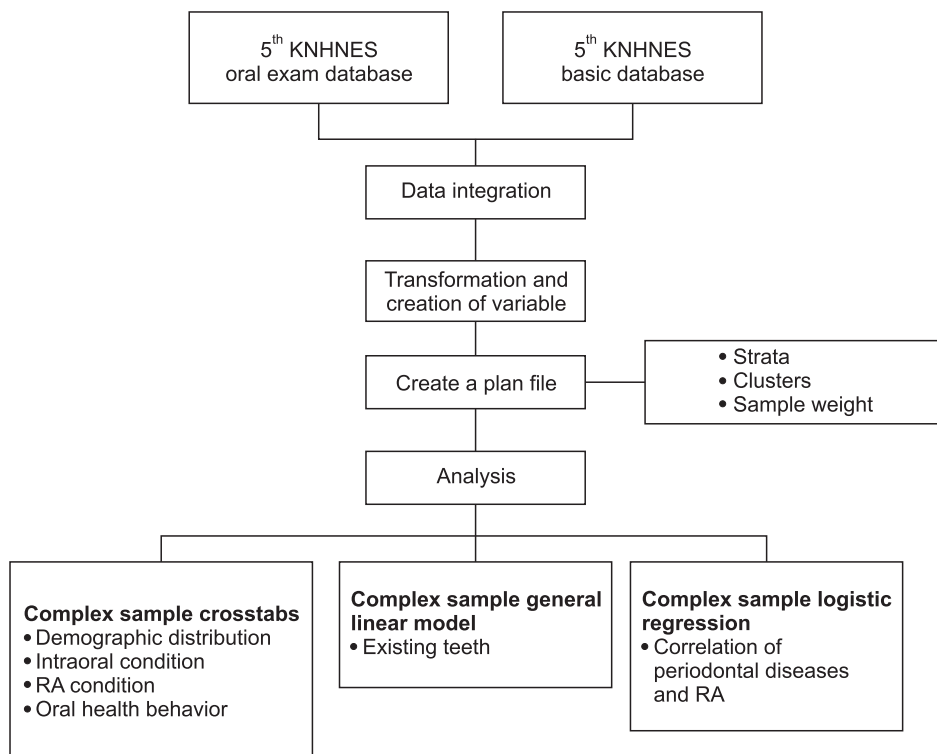 5th KNHNES
oral exam database
5th KNHNES
basic database
Data integration
Transformation and
creation of variable
Create a plan file
• Strata
• Clusters
• Sample weight
Analysis
Complex sample crosstabs
• Demographic distribution
• Intraoral condition
• RA condition
• Oral health behavior
Complex sample general
linear model
• Existing teeth
Complex sample logistic
regression
• Correlation of
periodontal diseases
and RA